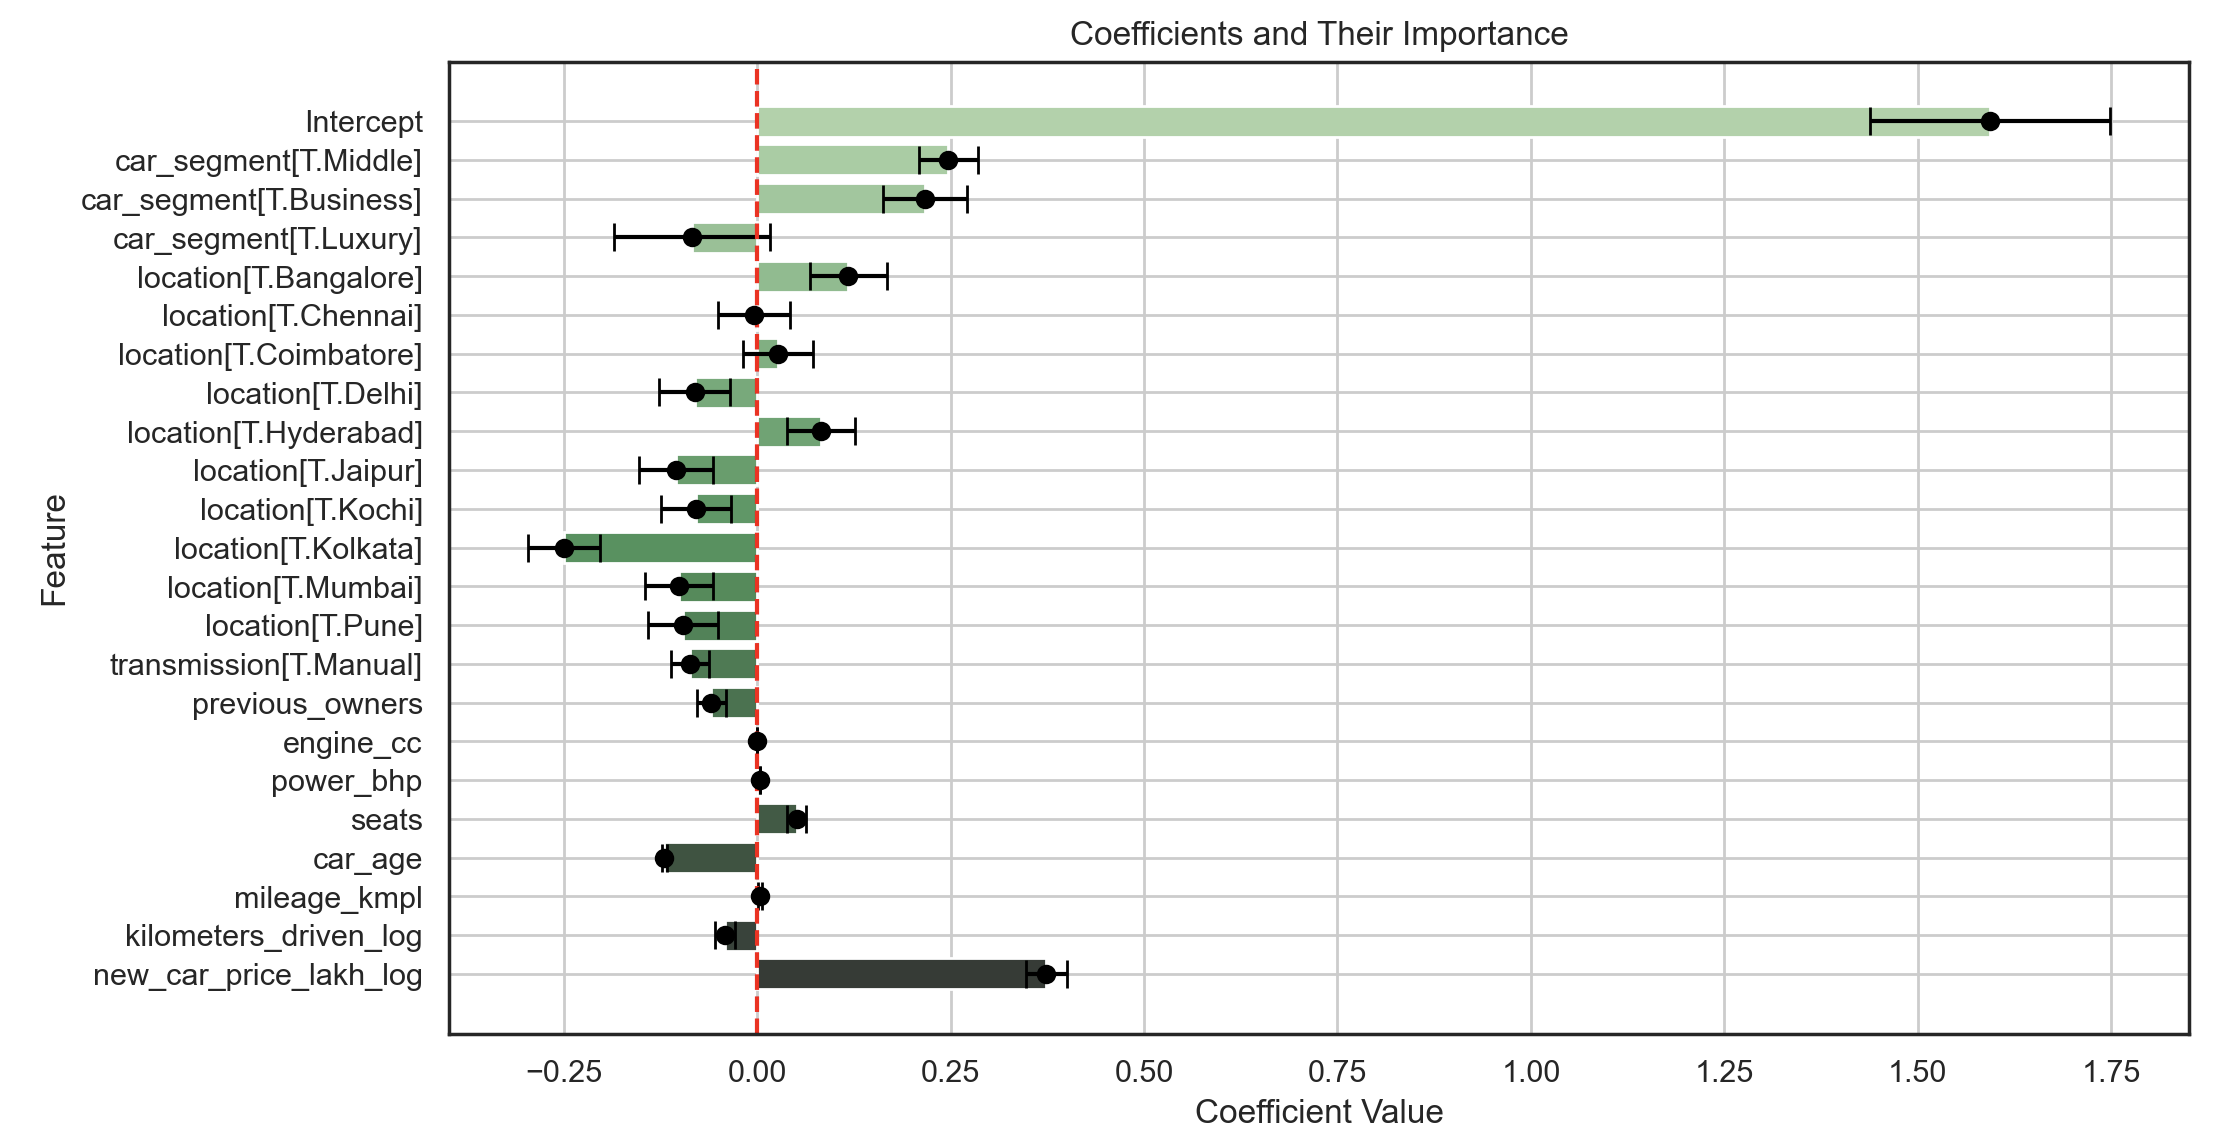 Coefficients and Their Importance
Feature
Intercept
car_segment[T.Middle]
car_segment[T.Business]
car_segment[T.Luxury]
location[T.Bangalore]
location[T.Chennai]
location[T.Coimbatore]
location[T.Delhi]
location[T.Hyderabad]
location[T.Jaipur]
location[T.Kochi]
location[T.Kolkata]
location[T.Mumbai]
location[T.Pune]
transmission[T.Manual]
previous_owners
engine_cc
power_bhp
seats
car_age
mileage_kmpl
kilometers_driven_log
new_car_price_lakh_log
−0.25 0.00 0.25 0.50 0.75 1.00 1.25 1.50 1.75
Coefficient Value